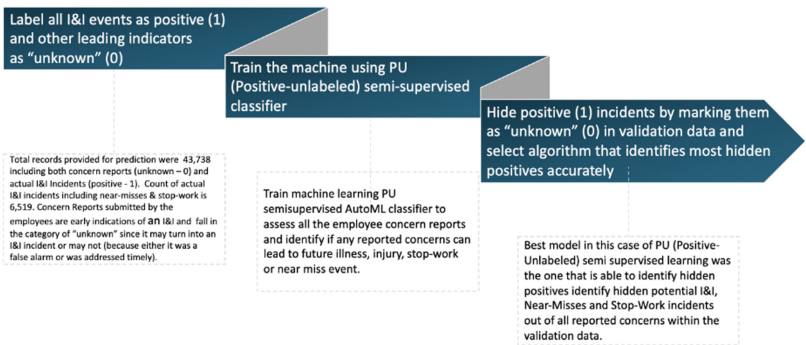 Label all I&I events as positive (1)
and other leading indicators
as “unknown” (0)
Train the machine using PU
(Positive-unlabeled) semi-supervised
classifier
Hide positive (1) incidents by marking them
as “unknown” (0) in validation data and
select algorithm that identifies most hidden
positives accurately
Total records provided for prediction were 43,738
including both concern reports (unknown – 0) and
actual I&I Incidents (positive - 1). Count of actual
I&I incidents including near-misses & stop-work is
6,519. Concern Reports submitted by the
employees are early indications of an I&I and fall in
the category of “unknown” since it may turn into an
I&I incident or may not (because either it was a
false alarm or was addressed timely).
Train machine learning PU
semisupervised AutoML classifier to
assess all the employee concern reports
and identify if any reported concerns can
lead to future illness, injury, stop-work
or near miss event.
Best model in this case of PU (Positive-
Unlabeled) semi supervised learning was
the one that is able to identify hidden
positives identify hidden potential I&I,
Near-Misses and Stop-Work incidents
out of all reported concerns within the
validation data.